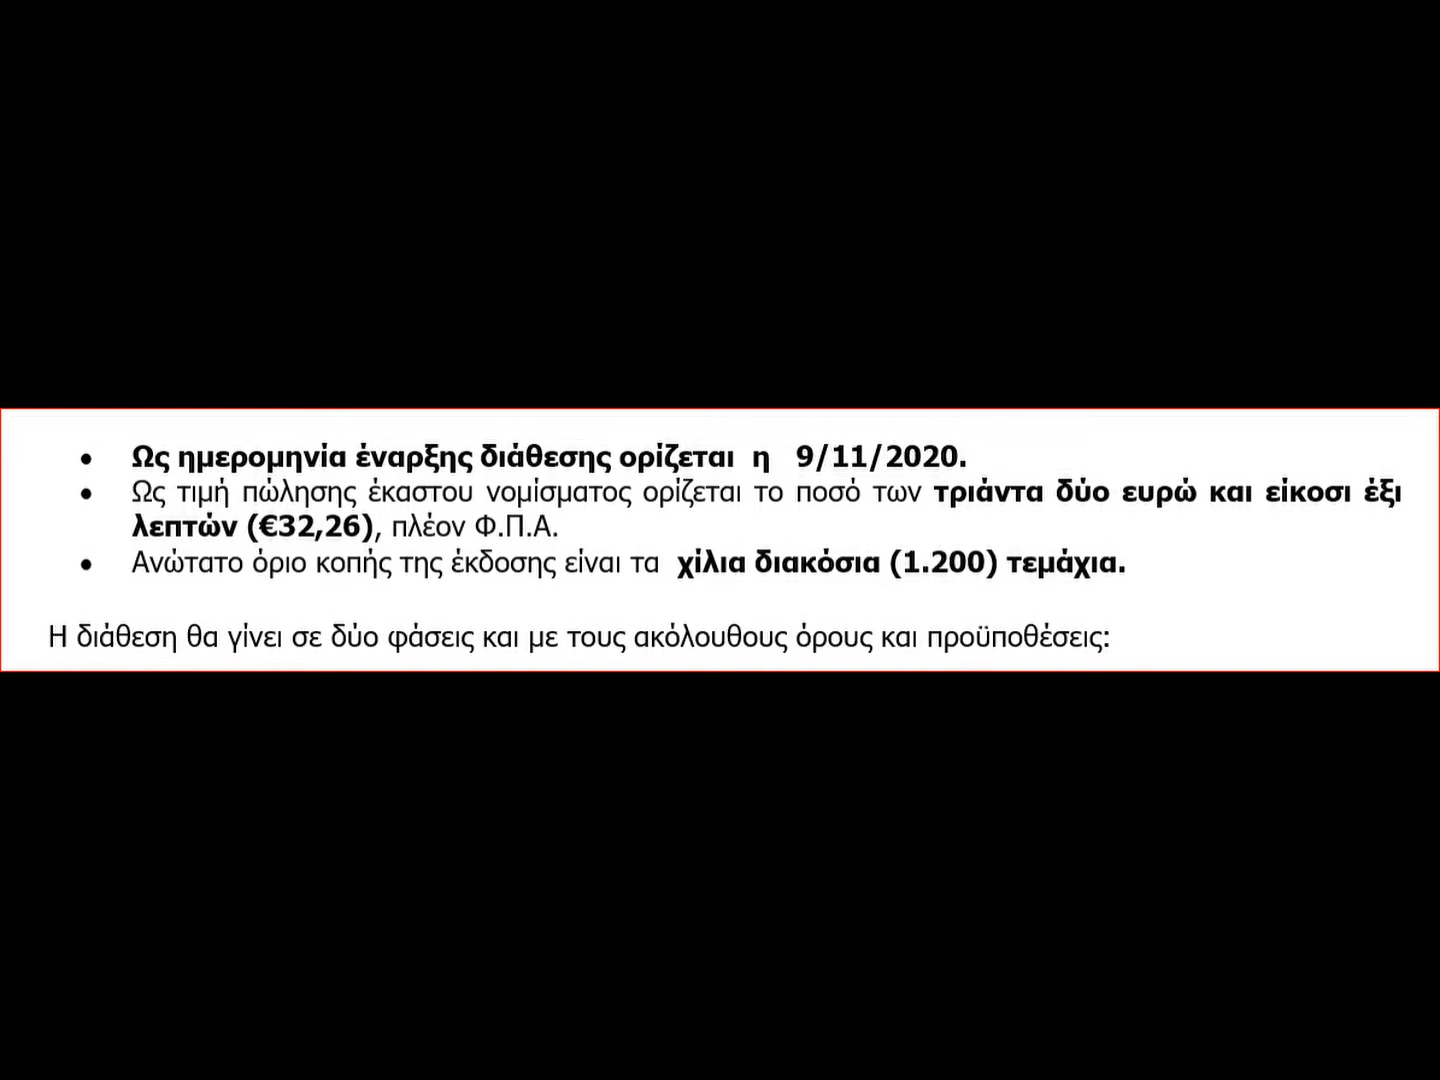 • Ως ημερομηνία έναρξης διάθεσης ορίζεται η 9/11/2020.
• Ως τιμή πώλησης έκαστου νομίσματος ορίζεται το ποσό των τριάντα δύο ευρώ και είκοσι έξι
λεπτών (€32,26), πλέον Φ.Π.Α.
• Ανώτατο όριο κοπής της έκδοσης είναι τα χίλια διακόσια (1.200) τεμάχια.
Η διάθεση θα γίνει σε δύο φάσεις και με τους ακόλουθους όρους και προϋποθέσεις: